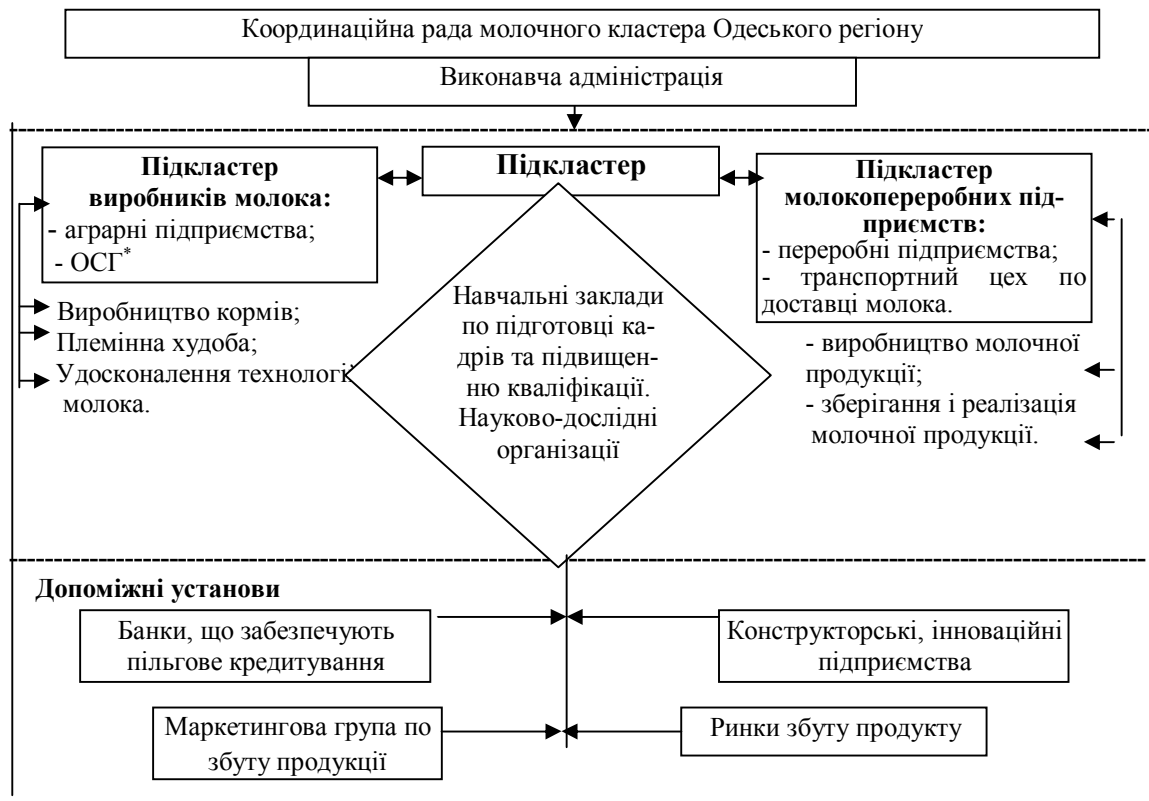 Координаційна рада молочного кластера Одеського регіону
Виконавча адміністрація
Підкластер
виробників молока:
- аграрні підприємства;
- ОСГ*
Виробництво кормів;
Племінна худоба;
Удосконалення технологі
молока.
Підкластер
Навчальні заклади
по підготовці ка-
дрів та підвищен-
ню кваліфікації.
Науково-дослідні
організації
Підкластер
молокопереробних під-
приємств:
- переробні підприємства;
- транспортний цех по
доставці молока.
- виробництво молочної
продукції;
- зберігання і реалізація
молочної продукції.
Допоміжні установи
Банки, що забезпечують
пільгове кредитування
Конструкторські, інноваційні
підприємства
Маркетингова група по
збуту продукції
Ринки збуту продукту